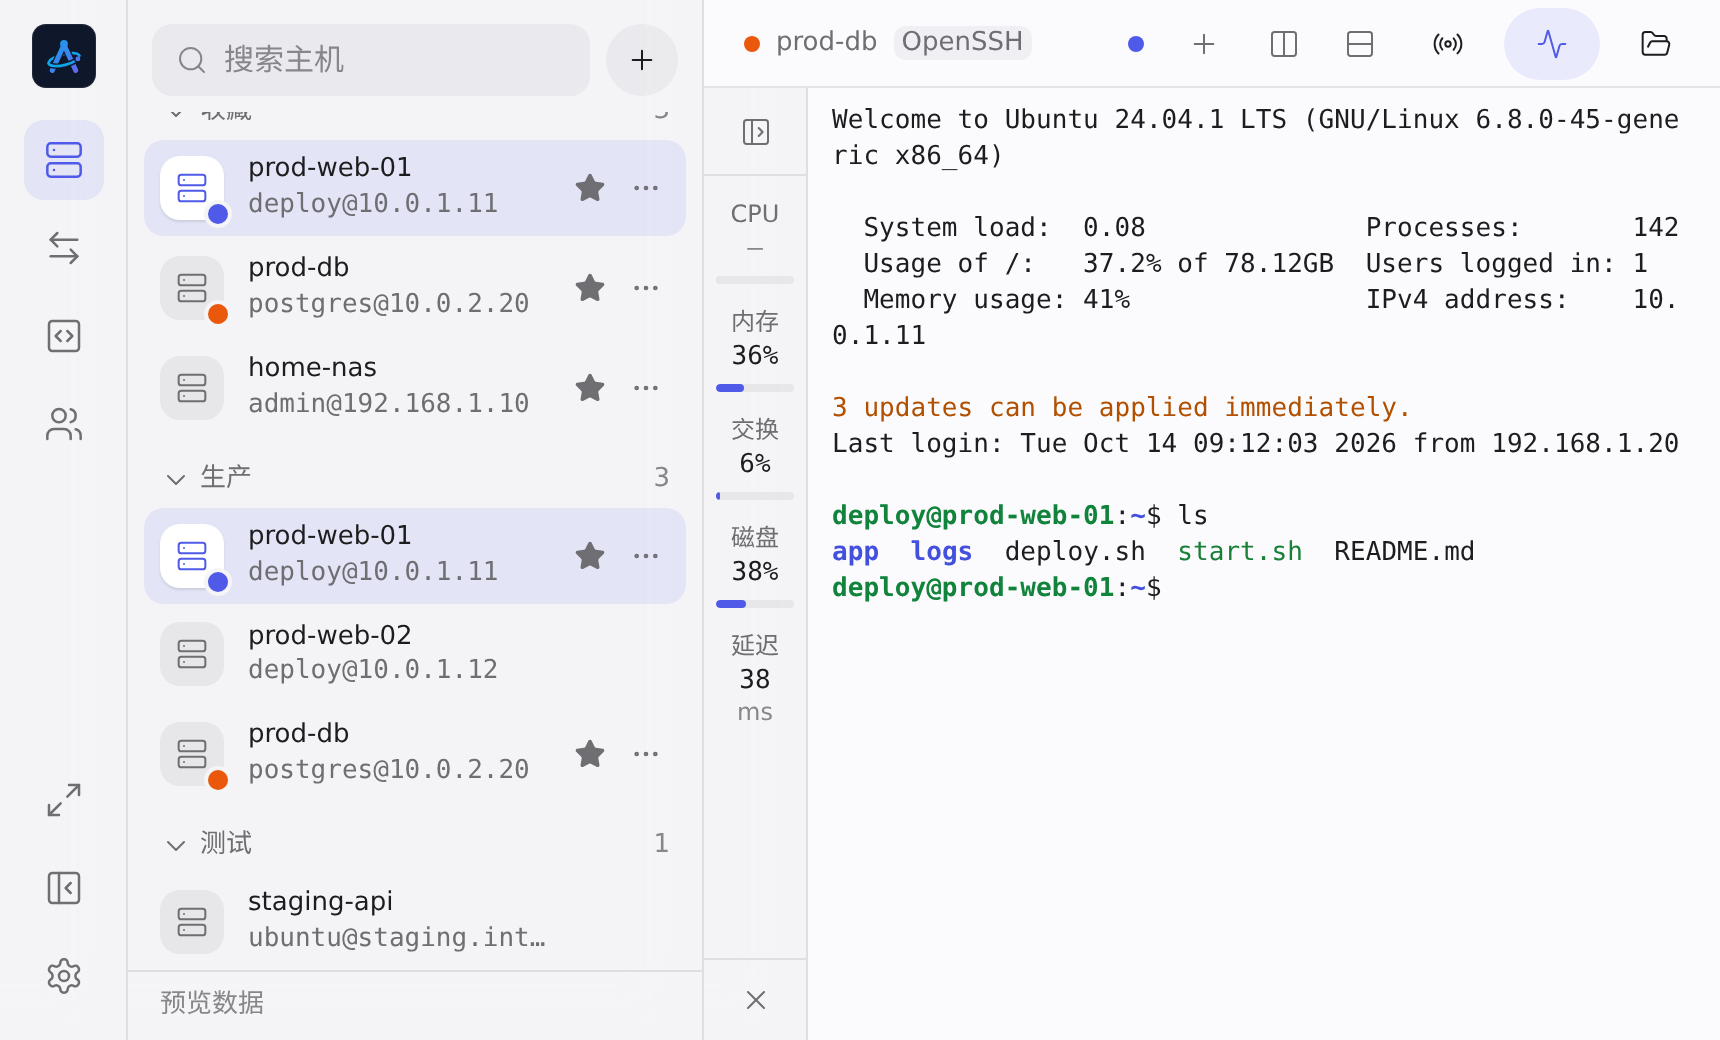 搜索主机
收藏 3
prod-web-01
deploy@10.0.1.11
prod-db
postgres@10.0.2.20
home-nas
admin@192.168.1.10
生产 3
prod-web-01
deploy@10.0.1.11
prod-web-02
deploy@10.0.1.12
prod-db
postgres@10.0.2.20
测试 1
staging-api
ubuntu@staging.int…
预览数据
prod-db OpenSSH
CPU
—
内存
36%
交换
6%
磁盘
38%
延迟
38
ms
Welcome to Ubuntu 24.04.1 LTS (GNU/Linux 6.8.0-45-gene
ric x86_64)
System load: 0.08 Processes: 142
Usage of /: 37.2% of 78.12GB Users logged in: 1
Memory usage: 41% IPv4 address: 10.
0.1.11
3 updates can be applied immediately.
Last login: Tue Oct 14 09:12:03 2026 from 192.168.1.20
deploy@prod-web-01:~$ ls
app logs deploy.sh start.sh README.md
deploy@prod-web-01:~$